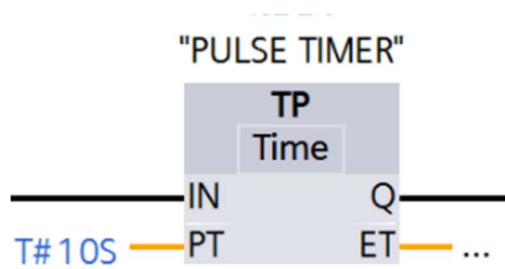 "PULSE TIMER"
TP
Time
IN Q
T#10S PT ET ...